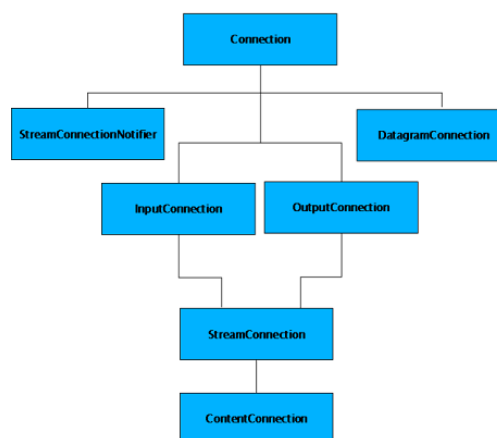 Connection
StreamConnectionNotifier
DatagramConnection
InputConnection
OutputConnection
StreamConnection
ContentConnection